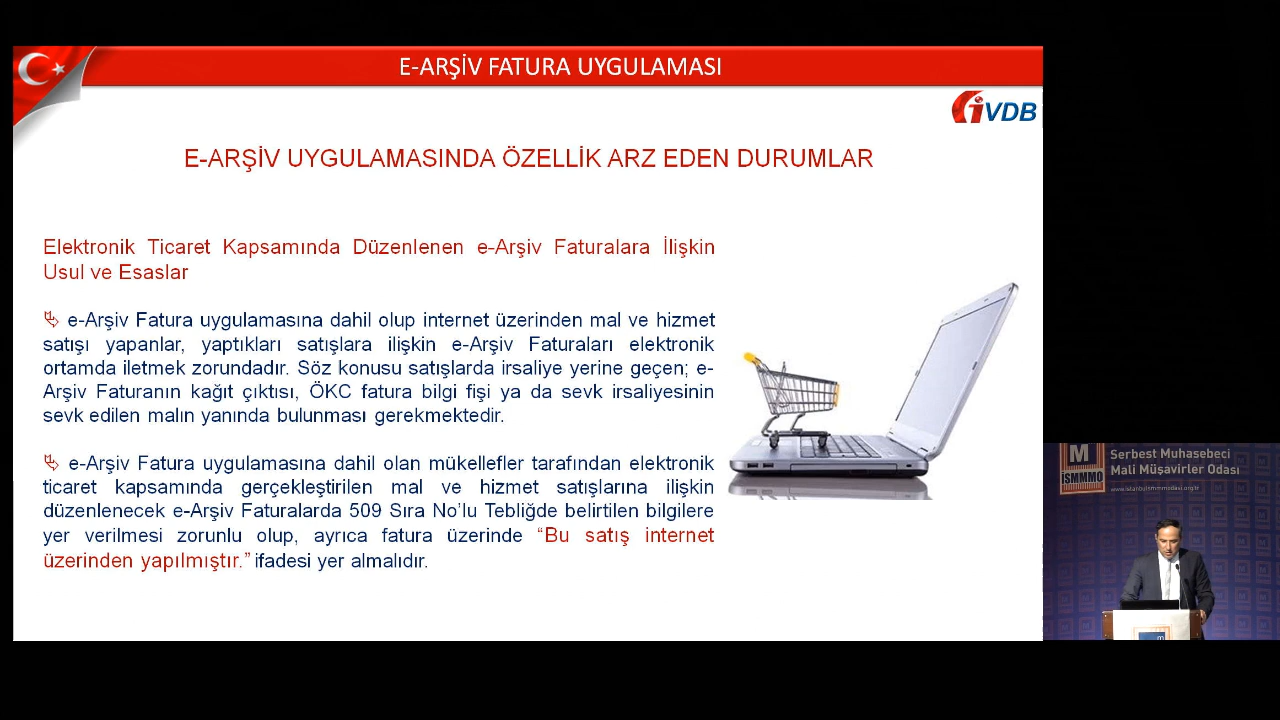 E-ARŞİV FATURA UYGULAMASI
iVDB
E-ARŞİV UYGULAMASINDA ÖZELLİK ARZ EDEN DURUMLAR
Elektronik Ticaret Kapsamında Düzenlenen e-Arşiv Faturalara İlişkin
Usul ve Esaslar
e-Arşiv Fatura uygulamasına dahil olup internet üzerinden mal ve hizmet
satışı yapanlar, yaptıkları satışlara ilişkin e-Arşiv Faturaları elektronik
ortamda iletmek zorundadır. Söz konusu satışlarda irsaliye yerine geçen; e-
Arşiv Faturanın kağıt çıktısı, ÖKC fatura bilgi fişi ya da sevk irsaliyesinin
sevk edilen malın yanında bulunması gerekmektedir.
e-Arşiv Fatura uygulamasına dahil olan mükellefler tarafından elektronik
ticaret kapsamında gerçekleştirilen mal ve hizmet satışlarına ilişkin
düzenlenecek e-Arşiv Faturalarda 509 Sıra No’lu Tebliğde belirtilen bilgilere
yer verilmesi zorunlu olup, ayrıca fatura üzerinde “Bu satış internet
üzerinden yapılmıştır.” ifadesi yer almalıdır.
M
İSMMMO
Serbest Muhasebeci
Mali Müşavirler Odası
www.istanbulsmmmodasi.org.tr